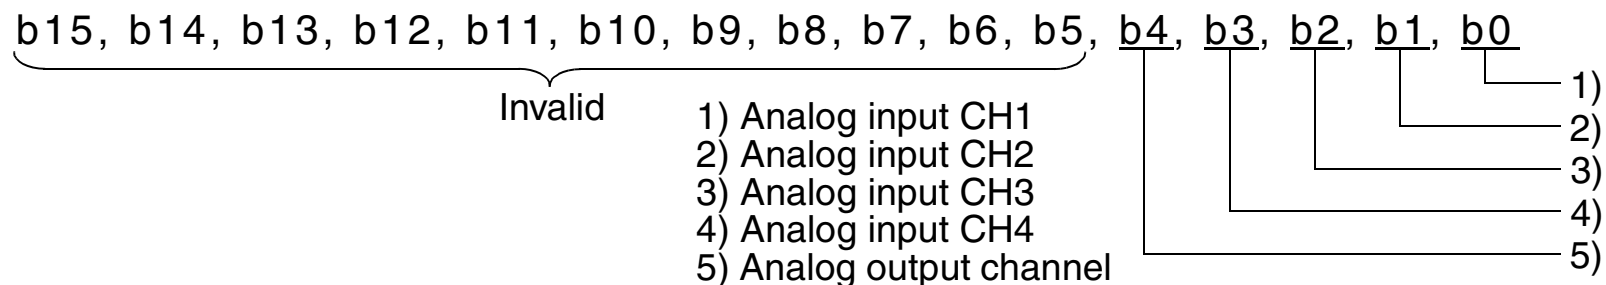 b15, b14, b13, b12, b11, b10, b9, b8, b7, b6, b5, b4, b3, b2, b1, b0
Invalid
1) Analog input CH1
2) Analog input CH2
3) Analog input CH3
4) Analog input CH4
5) Analog output channel
1)
2)
3)
4)
5)